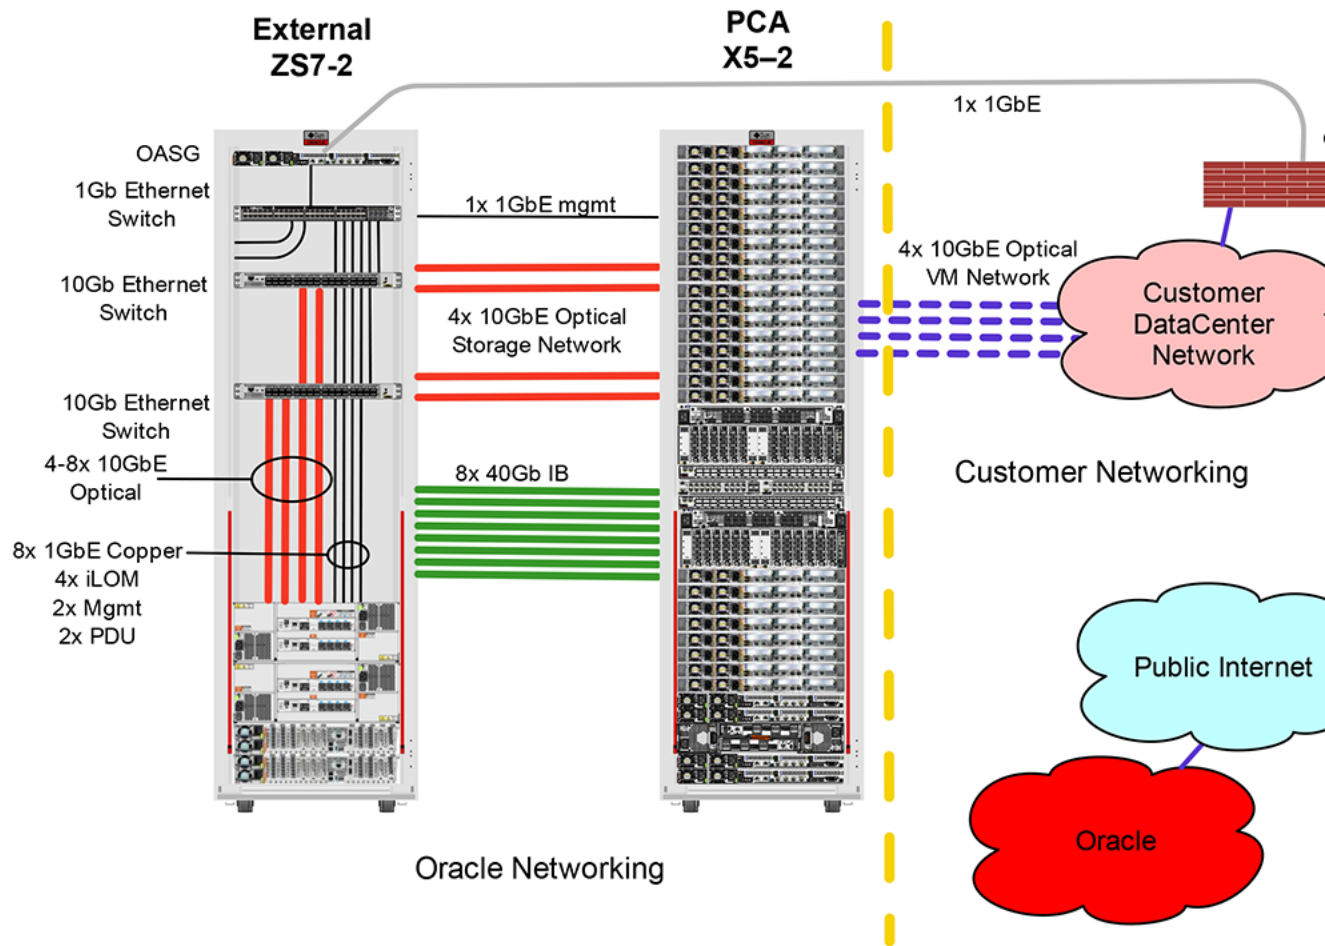 External
ZS7-2
PCA
X5–2
1x 1GbE
OASG
1Gb Ethernet
Switch
1x 1GbE mgmt
10Gb Ethernet
Switch
4x 10GbE Optical
Storage Network
4x 10GbE Optical
VM Network
Customer
DataCenter
Network
10Gb Ethernet
Switch
4-8x 10GbE
Optical
8x 40Gb IB
Customer Networking
8x 1GbE Copper
4x iLOM
2x Mgmt
2x PDU
Public Internet
Oracle
Oracle Networking